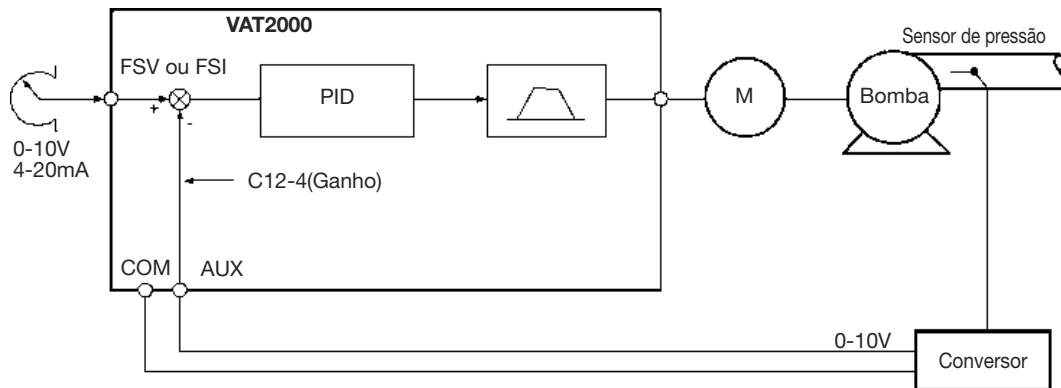 VAT2000
Sensor de pressão
FSV ou FSI
+
-
PID
M
Bomba
0-10V
4-20mA
C12-4(Ganho)
COM
AUX
0-10V
Conversor